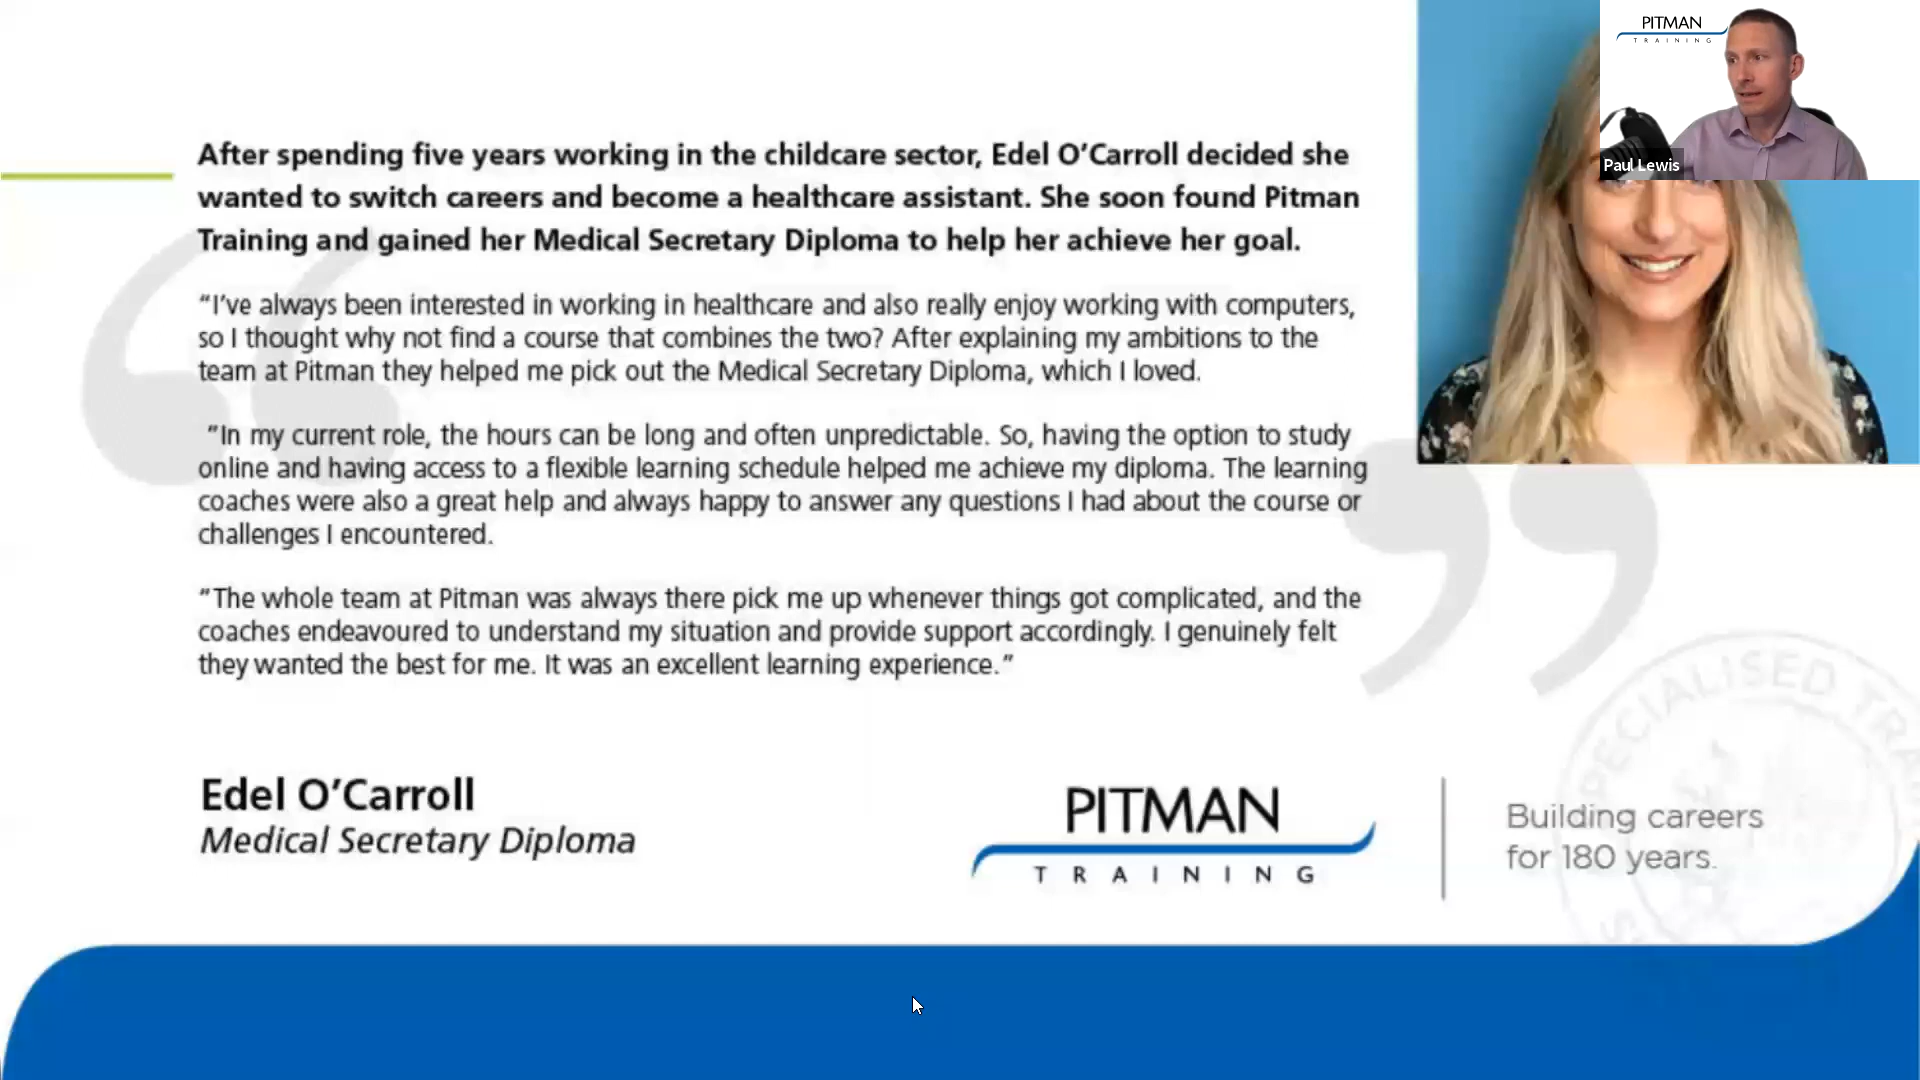 PITMAN
TRAINING
Paul Lewis
After spending five years working in the childcare sector, Edel O’Carroll decided she
wanted to switch careers and become a healthcare assistant. She soon found Pitman
Training and gained her Medical Secretary Diploma to help her achieve her goal.
“I’ve always been interested in working in healthcare and also really enjoy working with computers,
so I thought why not find a course that combines the two? After explaining my ambitions to the
team at Pitman they helped me pick out the Medical Secretary Diploma, which I loved.
“In my current role, the hours can be long and often unpredictable. So, having the option to study
online and having access to a flexible learning schedule helped me achieve my diploma. The learning
coaches were also a great help and always happy to answer any questions I had about the course or
challenges I encountered.
“The whole team at Pitman was always there pick me up whenever things got complicated, and the
coaches endeavoured to understand my situation and provide support accordingly. I genuinely felt
they wanted the best for me. It was an excellent learning experience.”
Edel O’Carroll
Medical Secretary Diploma
PITMAN
TRAINING
Building careers
for 180 years.
SPECIALISED